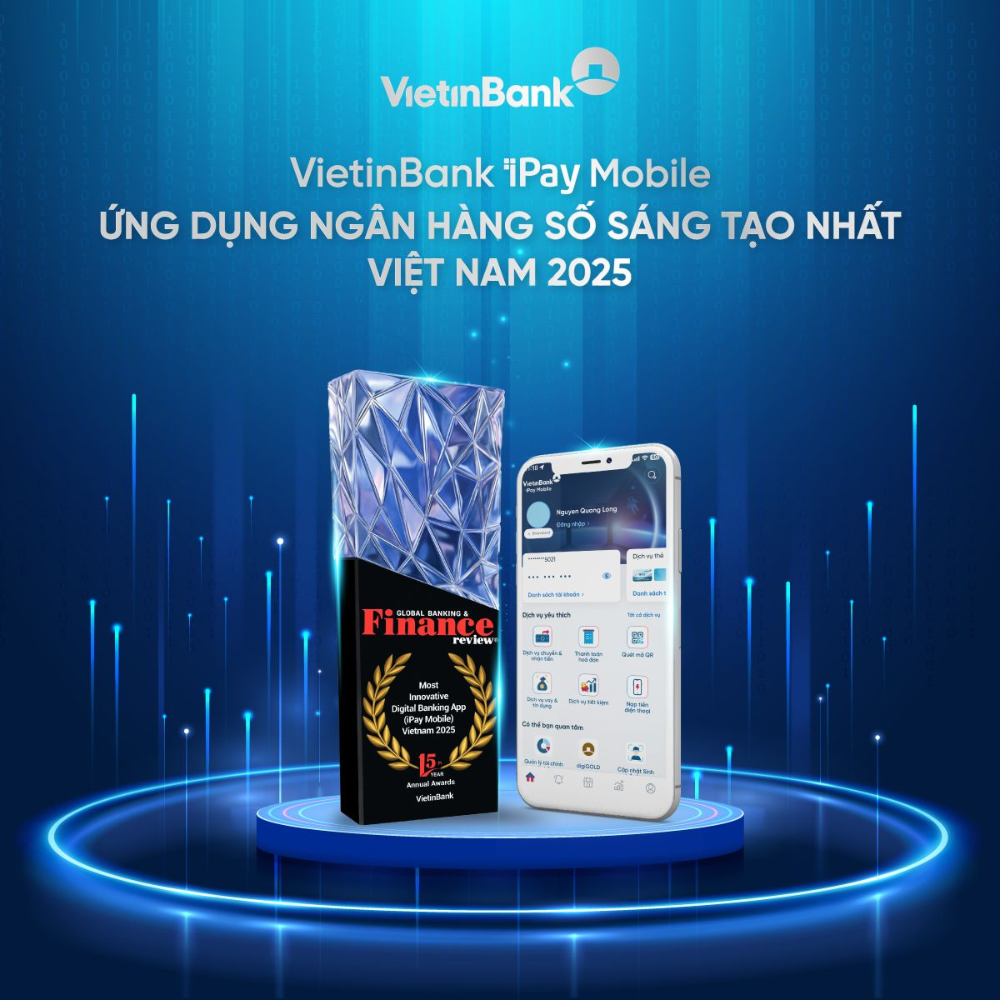 VietinBank
VietinBank iPay Mobile
ỨNG DỤNG NGÂN HÀNG SỐ SÁNG TẠO NHẤT
VIỆT NAM 2025
GLOBAL BANKING &
Finance
review®
Most
Innovative
Digital Banking App
(iPay Mobile)
Vietnam 2025
15th
YEAR
Annual Awards
VietinBank
1:18
90
VietinBank
iPay Mobile
Nguyen Quang Long
Đăng nhập >
Standard
********5021
Dịch vụ thẻ
*** *** ***
Danh sách tài khoản >
Danh sách t
Dịch vụ yêu thích
Tất cả dịch vụ
Dịch vụ chuyển &
nhận tiền
Thanh toán
hoá đơn
Quét mã QR
Dịch vụ vay &
tín dụng
Dịch vụ tiết kiệm
Nạp tiền
điện thoại
Có thể bạn quan tâm
Quản lý tài chính
digiGOLD
Cập nhật Sinh